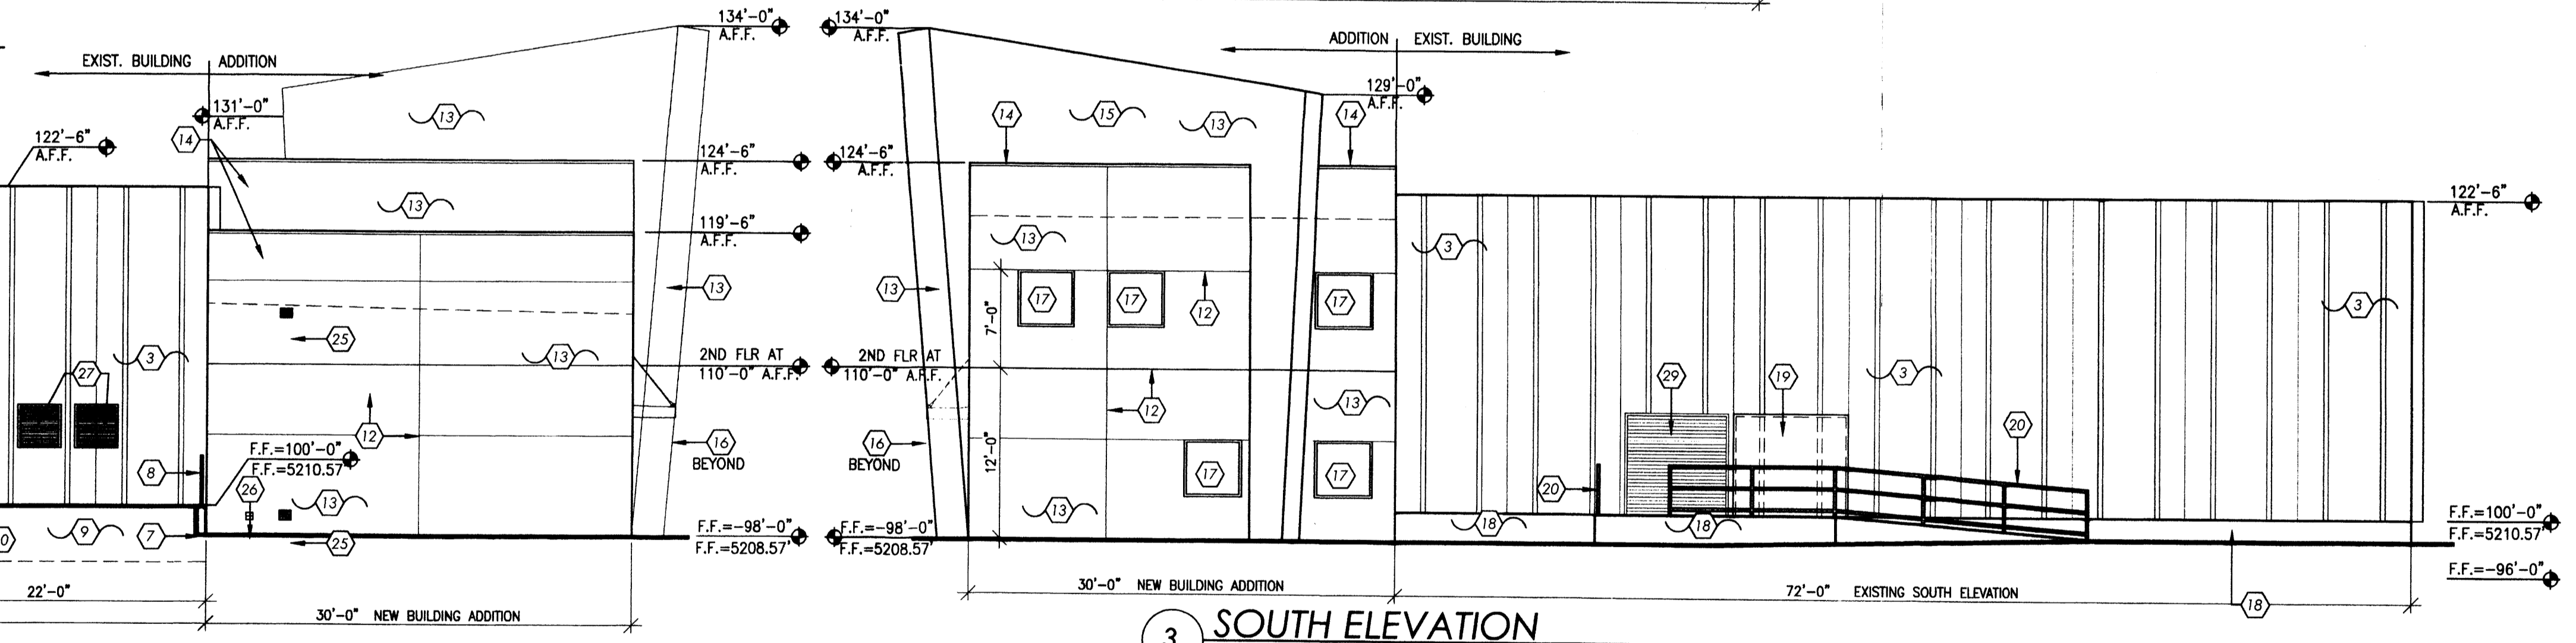 EXIST. BUILDING
ADDITION
131'-0"
A.F.F.
122'-6"
A.F.F.
14
13
13
13
13
3
27
25
12
8
F.F.=100'-0"
F.F.=5210.57'
26
13
9
7
25
22'-0"
30'-0" NEW BUILDING ADDITION
134'-0"
A.F.F.
124'-6"
A.F.F.
119'-6"
A.F.F.
2ND FLR AT
110'-0" A.F.F.
16
BEYOND
F.F.=-98'-0"
F.F.=5208.57'
134'-0"
A.F.F.
124'-6"
A.F.F.
13
2ND FLR AT
110'-0" A.F.F.
16
BEYOND
F.F.=-98'-0"
F.F.=5208.57'
ADDITION
EXIST. BUILDING
129'-0"
A.F.F.
14
15
13
14
13
17
17
12
17
7'-0"
12
13
12'-0"
17
17
13
30'-0" NEW BUILDING ADDITION
3
3
3
29
19
20
20
18
18
122'-6"
A.F.F.
F.F.=100'-0"
F.F.=5210.57'
F.F.=-96'-0"
72'-0" EXISTING SOUTH ELEVATION
18
3
SOUTH ELEVATION